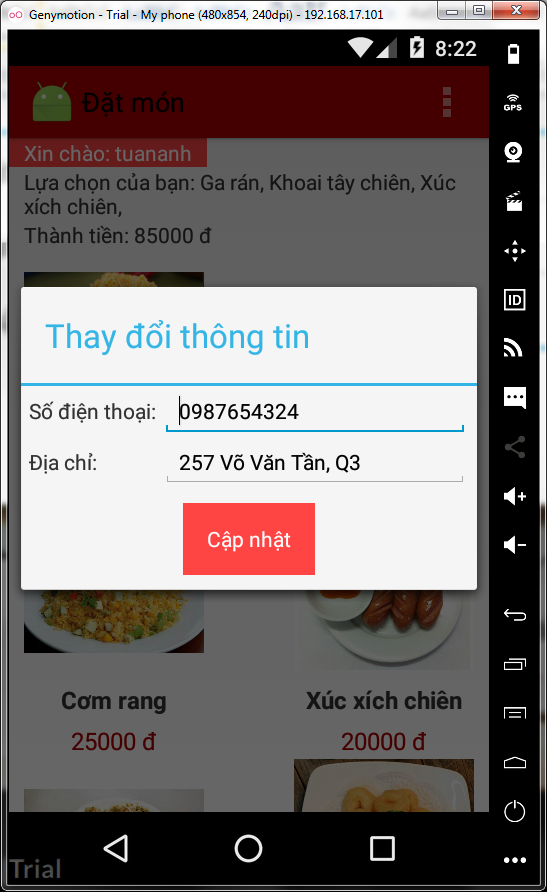 Genymotion - Trial - My phone (480x854, 240dpi) - 192.168.17.101
8:22
Đặt món
Xin chào: tuananh
Lựa chọn của bạn: Ga rán, Khoai tây chiên, Xúc
xích chiên,
Thành tiền: 85000 đ
Thay đổi thông tin
Số điện thoại: 0987654324
Địa chỉ: 257 Võ Văn Tần, Q3
Cập nhật
Cơm rang
Xúc xích chiên
25000 đ
20000 đ
GPS
ID
Trial